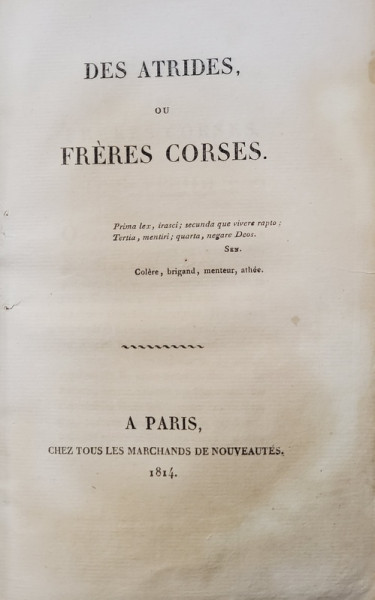 DES ATRIDES,
OU
FRÈRES CORSES.
Prima lex, irasci; secunda que vivere rapto:
Tertia, mentiri; quarta, negare Deos.
SEN.
Colère, brigand, menteur, athée.
A PARIS,
CHEZ TOUS LES MARCHANDS DE NOUVEAUTÉS,
1814.